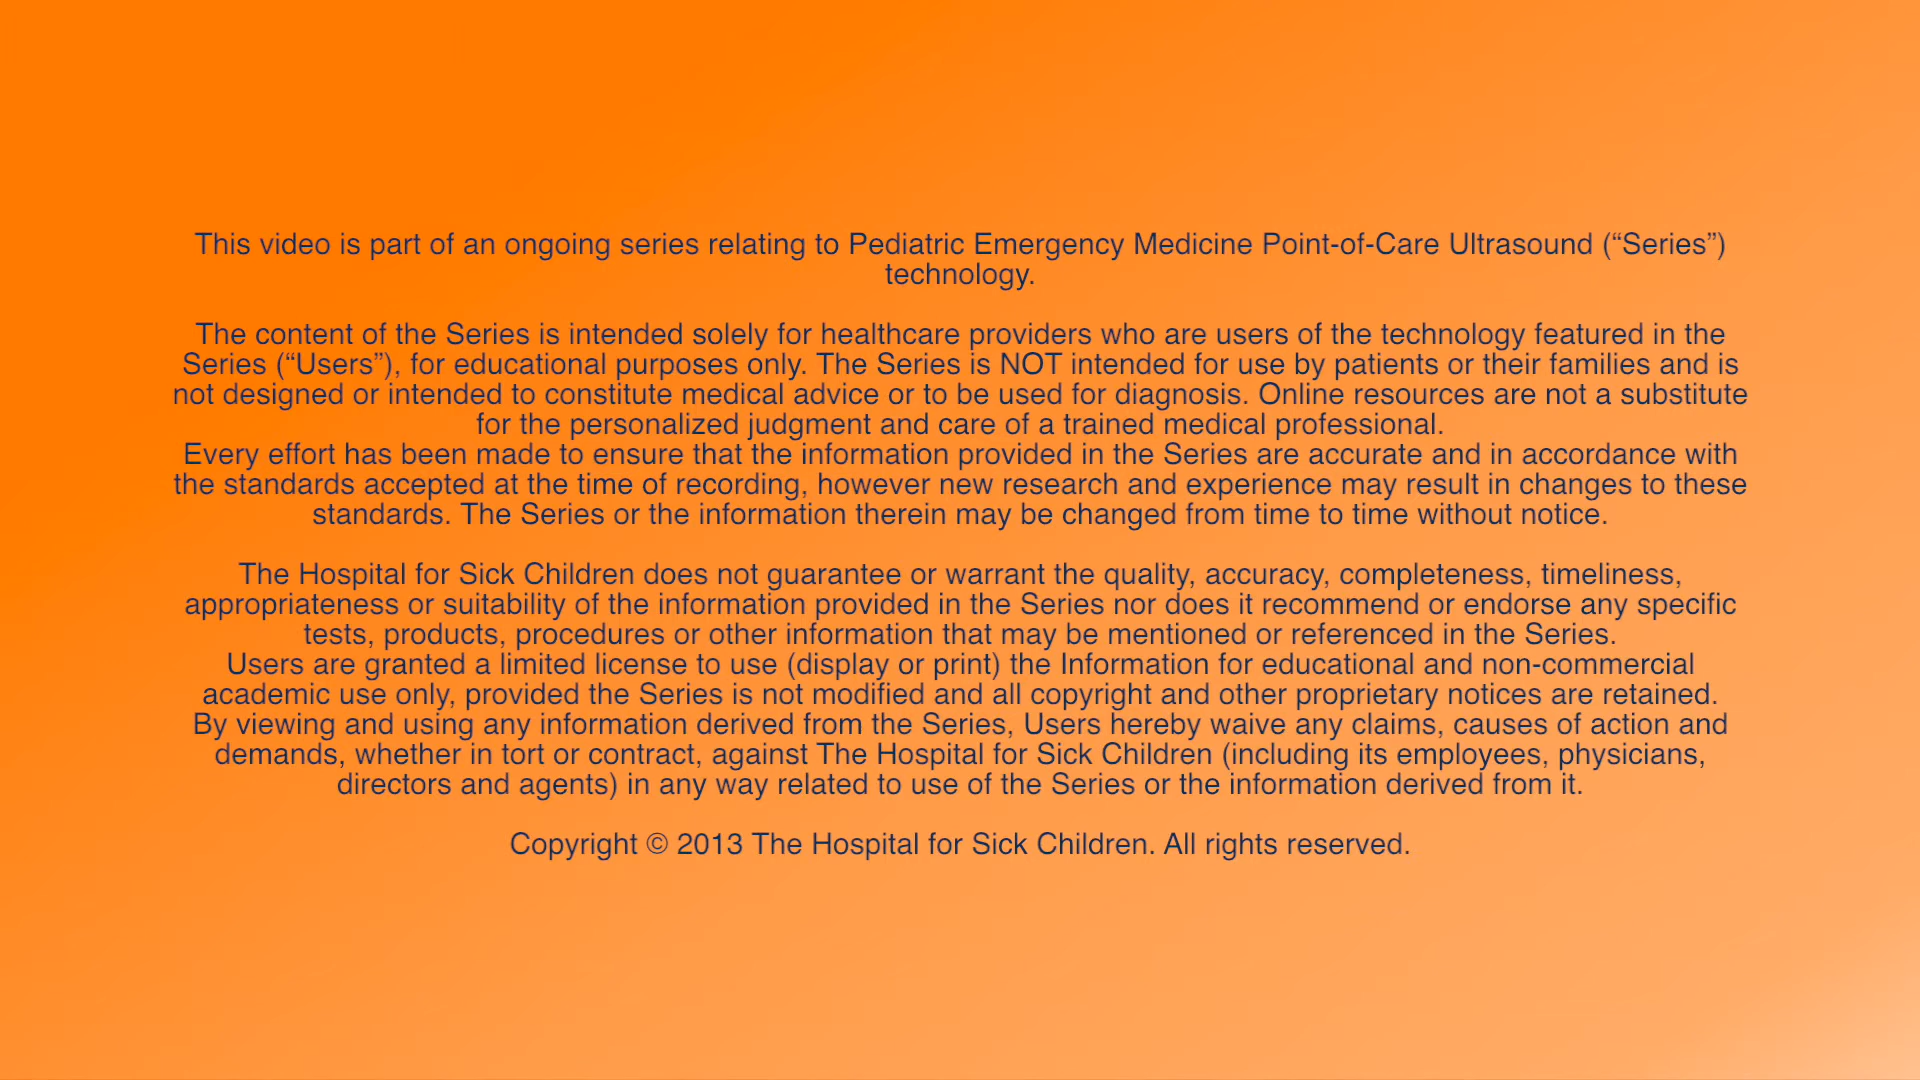 This video is part of an ongoing series relating to Pediatric Emergency Medicine Point-of-Care Ultrasound (“Series”)
technology.
The content of the Series is intended solely for healthcare providers who are users of the technology featured in the
Series (“Users”), for educational purposes only. The Series is NOT intended for use by patients or their families and is
not designed or intended to constitute medical advice or to be used for diagnosis. Online resources are not a substitute
for the personalized judgment and care of a trained medical professional.
Every effort has been made to ensure that the information provided in the Series are accurate and in accordance with
the standards accepted at the time of recording, however new research and experience may result in changes to these
standards. The Series or the information therein may be changed from time to time without notice.
The Hospital for Sick Children does not guarantee or warrant the quality, accuracy, completeness, timeliness,
appropriateness or suitability of the information provided in the Series nor does it recommend or endorse any specific
tests, products, procedures or other information that may be mentioned or referenced in the Series.
Users are granted a limited license to use (display or print) the Information for educational and non-commercial
academic use only, provided the Series is not modified and all copyright and other proprietary notices are retained.
By viewing and using any information derived from the Series, Users hereby waive any claims, causes of action and
demands, whether in tort or contract, against The Hospital for Sick Children (including its employees, physicians,
directors and agents) in any way related to use of the Series or the information derived from it.
Copyright © 2013 The Hospital for Sick Children. All rights reserved.